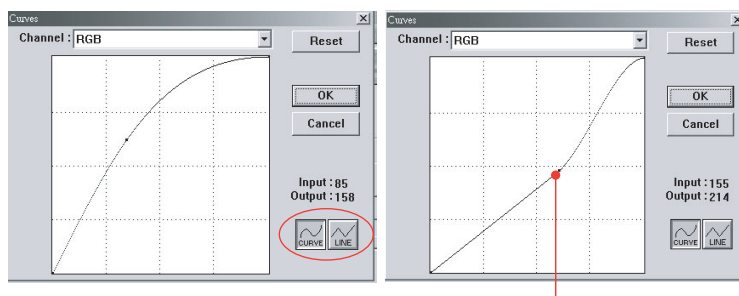 Curves
Channel : RGB
Reset
OK
Cancel
Input : 85
Output : 158
CURVE LINE
Curves
Channel : RGB
Reset
OK
Cancel
Input : 155
Output : 214
CURVE LINE